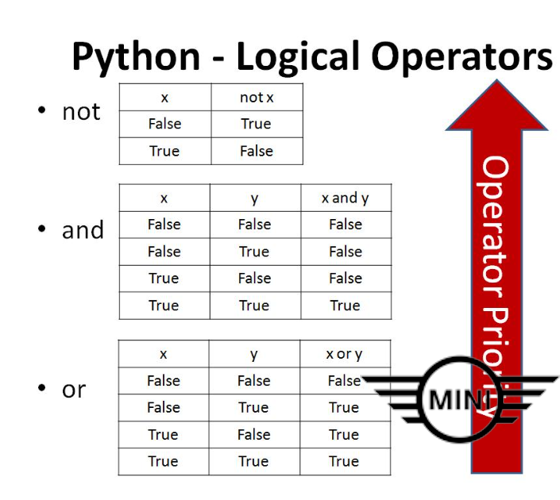 Python - Logical Operators
• not
x not x
False True
True False
• and
x y x and y
False False False
False True False
True False False
True True True
• or
x y x or y
False False False
False True True
True False True
True True True
Operator Priority
MINI